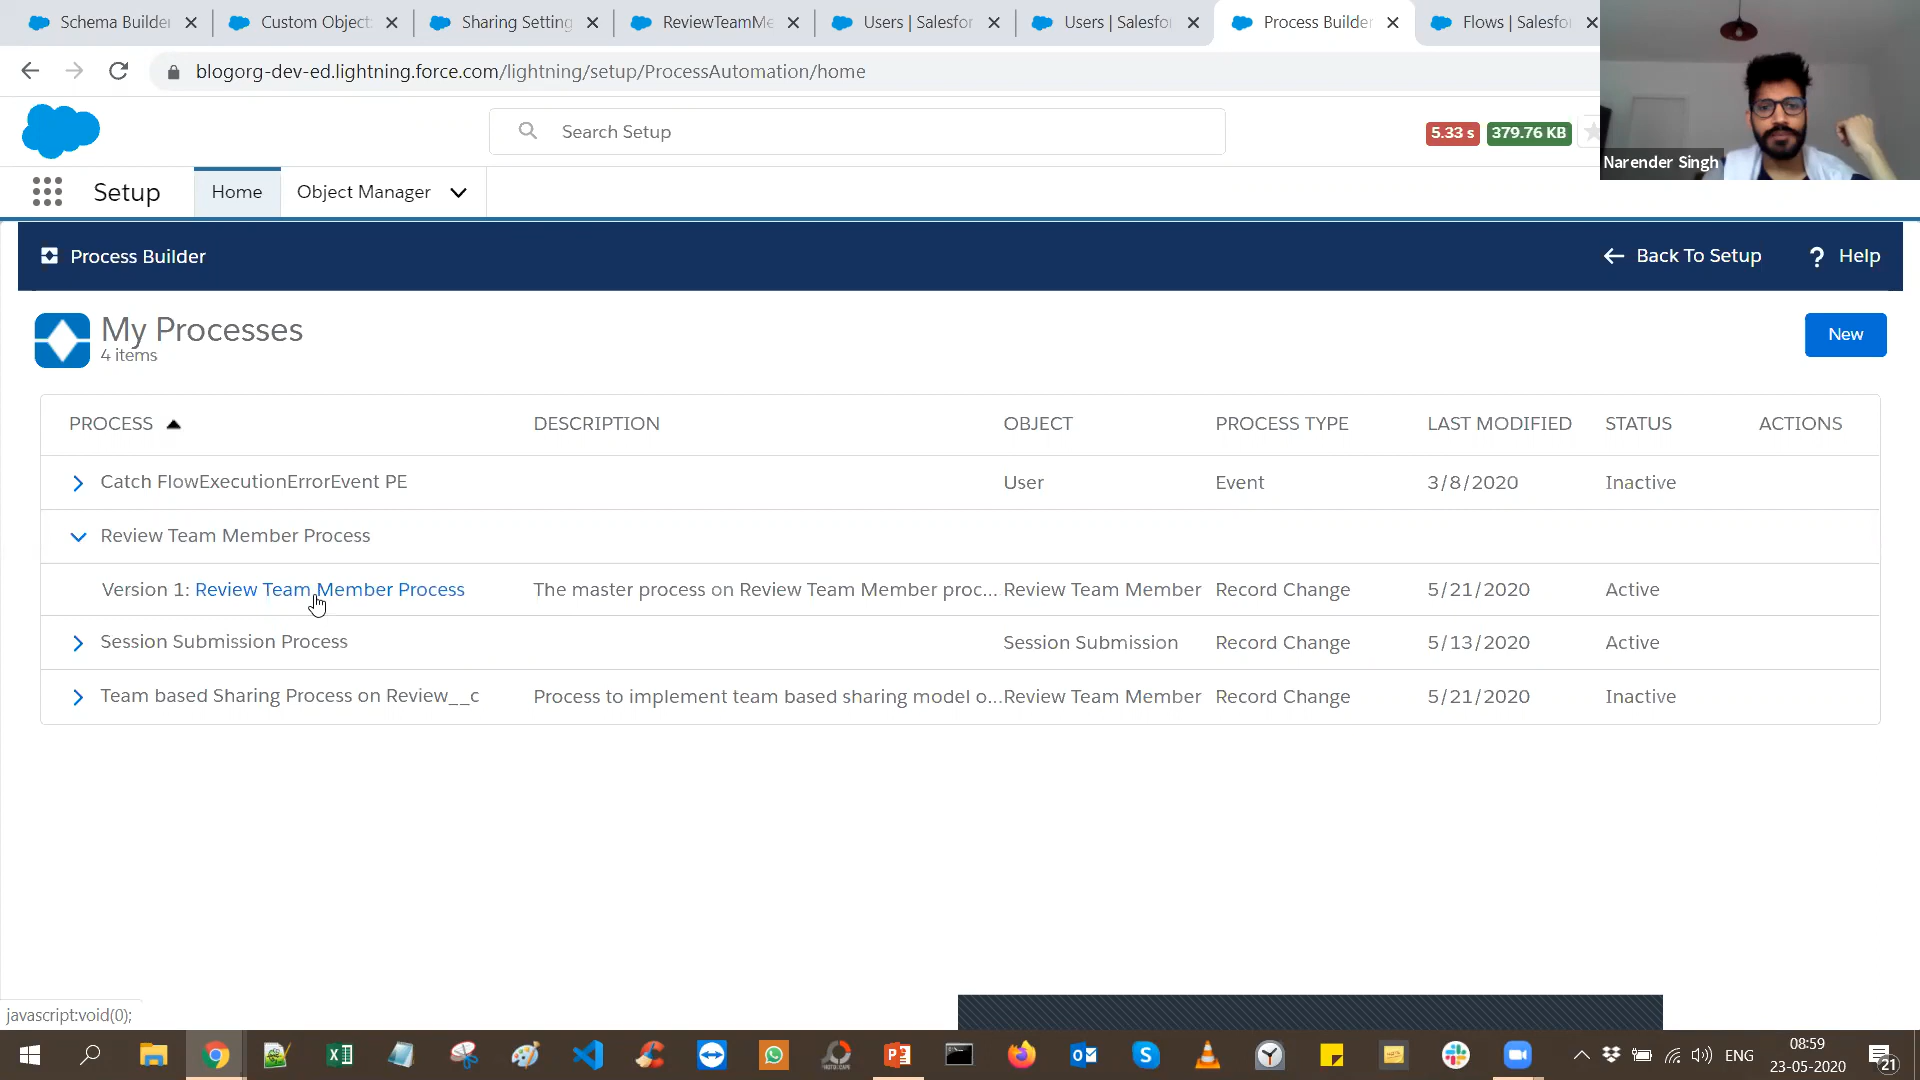 Schema Builder
Custom Object
Sharing Setting
ReviewTeamMe
Users | Salesfor
Users | Salesfor
Process Builder
Flows | Salesfo
blogorg-dev-ed.lightning.force.com/lightning/setup/ProcessAutomation/home
Search Setup
5.33 s
379.76 KB
Narender Singh
Setup
Home
Object Manager
Process Builder
Back To Setup
? Help
My Processes
4 items
New
PROCESS DESCRIPTION OBJECT PROCESS TYPE LAST MODIFIED STATUS ACTIONS
Catch FlowExecutionErrorEvent PE User Event 3/8/2020 Inactive
Review Team Member Process
Version 1: Review Team Member Process The master process on Review Team Member proc... Review Team Member Record Change 5/21/2020 Active
Session Submission Process Session Submission Record Change 5/13/2020 Active
Team based Sharing Process on Review__c Process to implement team based sharing model o... Review Team Member Record Change 5/21/2020 Inactive
javascript:void(0);
ENG
08:59
23-05-2020
21